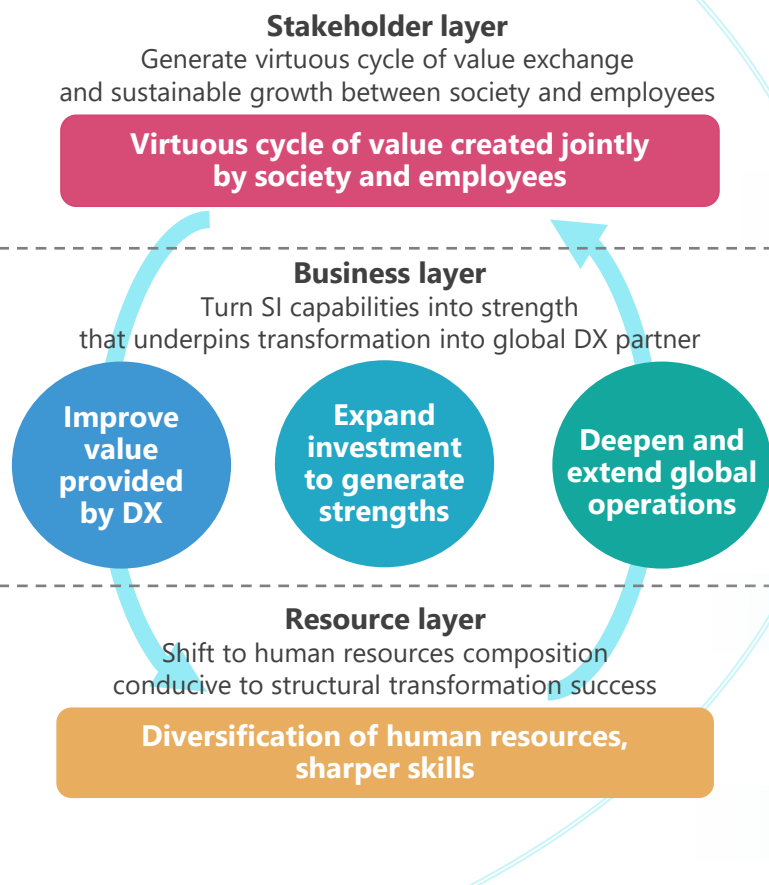 Stakeholder layer
Generate virtuous cycle of value exchange
and sustainable growth between society and employees
Virtuous cycle of value created jointly
by society and employees
Business layer
Turn SI capabilities into strength
that underpins transformation into global DX partner
Improve
value
provided
by DX
Expand
investment
to generate
strengths
Deepen and
extend global
operations
Resource layer
Shift to human resources composition
conducive to structural transformation success
Diversification of human resources,
sharper skills